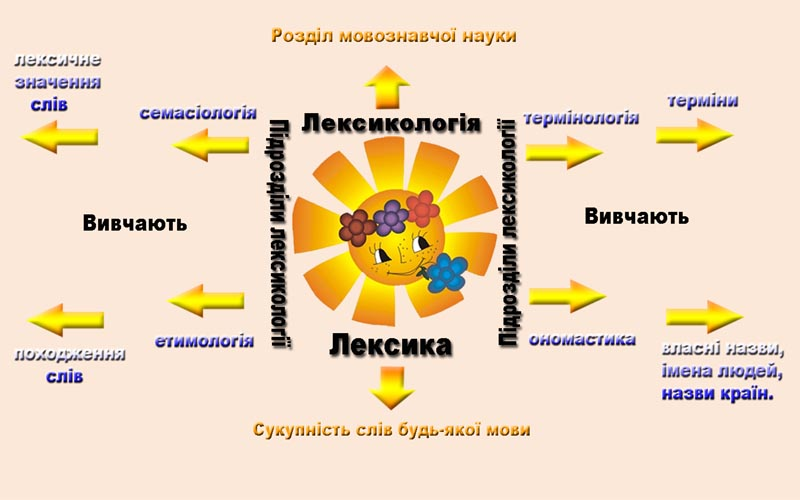 Розділ мовознавчої науки
Лексикологія
лексичне
значення
слів
семасіологія
термінологія
терміни
Підрозділи лексикології
Підрозділи лексикології
Вивчають
Вивчають
походження
слів
етимологія
Лексика
ономастика
власні назви,
імена людей,
назви країн.
Сукупність слів будь-якої мови